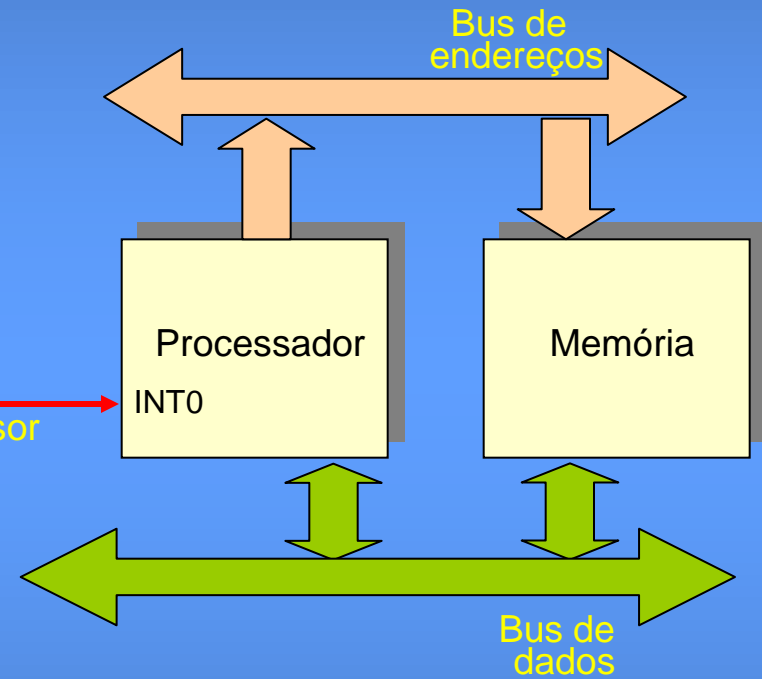 Bus de
endereços
Processador
Memória
INT0
Bus de
dados